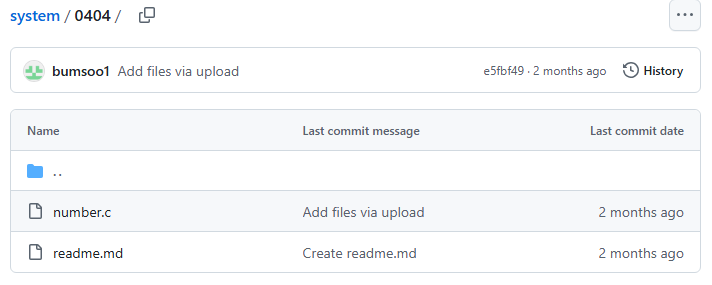 system / 0404 /
bumsoo1 Add files via upload e5fbf49 · 2 months ago History
Name Last commit message Last commit date
..
number.c Add files via upload 2 months ago
readme.md Create readme.md 2 months ago